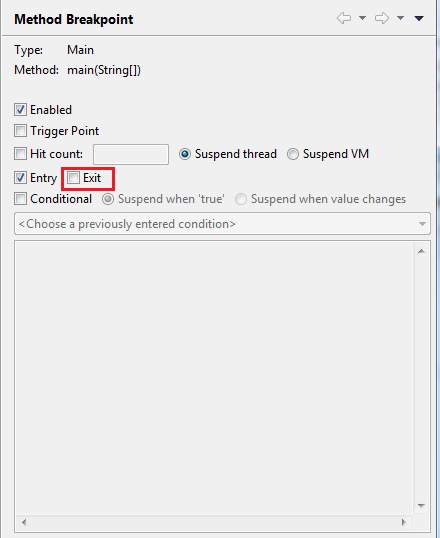 Method Breakpoint
Type: Main
Method: main(String[])
Enabled
Trigger Point
Hit count: Suspend thread Suspend VM
Entry Exit
Conditional Suspend when 'true' Suspend when value changes
<Choose a previously entered condition>